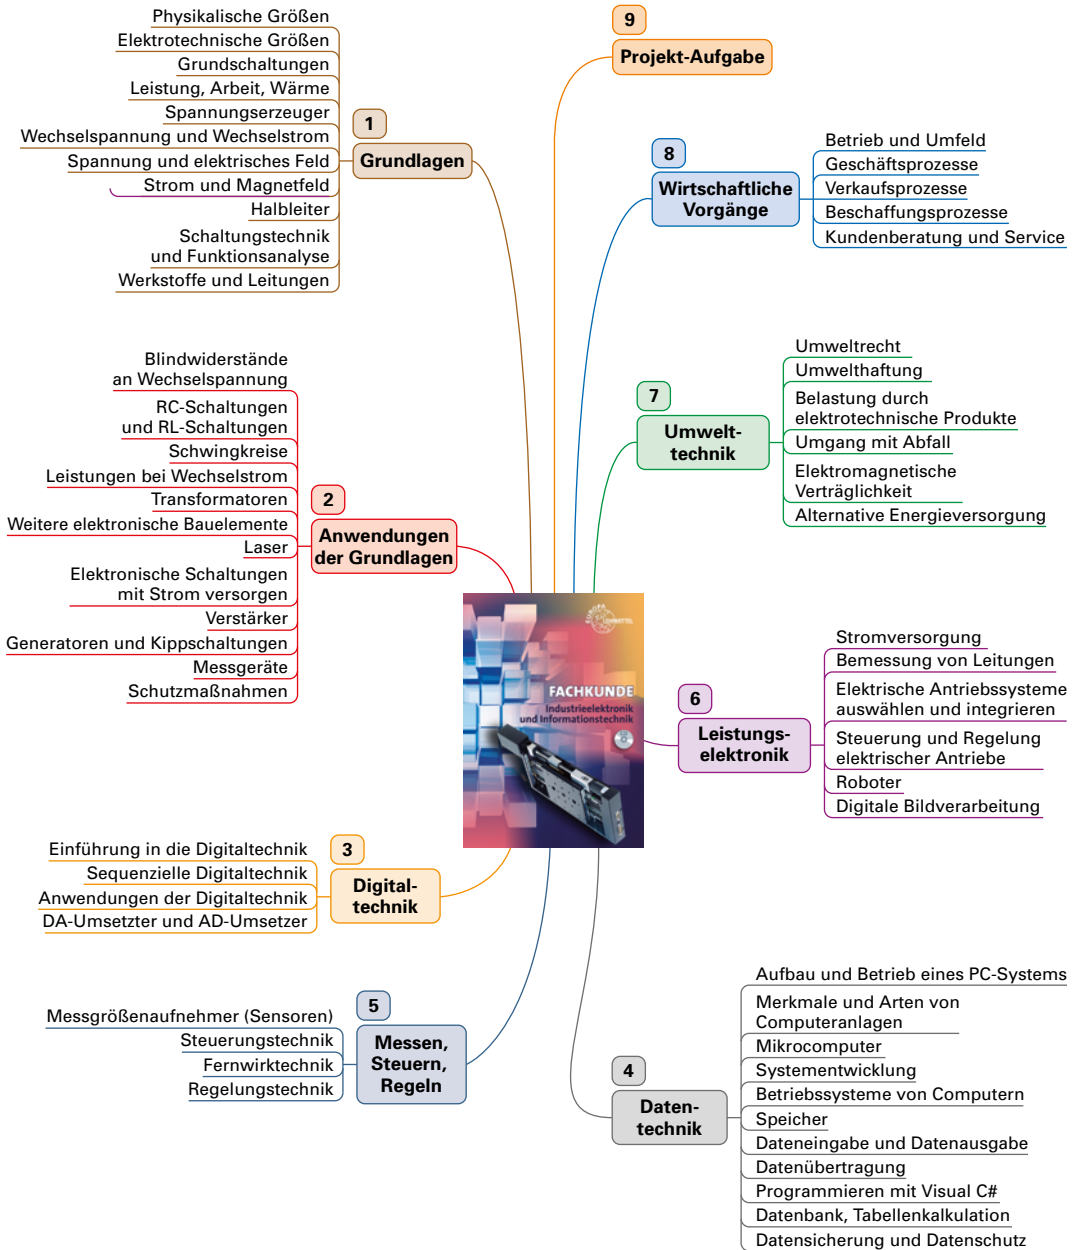 Physikalische Größen
Elektrotechnische Größen
Grundschaltungen
Leistung, Arbeit, Wärme
Spannungserzeuger
Wechselspannung und Wechselstrom
Spannung und elektrisches Feld
Strom und Magnetfeld
Halbleiter
Schaltungstechnik
und Funktionsanalyse
Werkstoffe und Leitungen
1
Grundlagen
9
Projekt-Aufgabe
8
Wirtschaftliche
Vorgänge
Betrieb und Umfeld
Geschäftsprozesse
Verkaufsprozesse
Beschaffungsprozesse
Kundenberatung und Service
Blindwiderstände
an Wechselspannung
RC-Schaltungen
und RL-Schaltungen
Schwingkreise
Leistungen bei Wechselstrom
Transformatoren
Weitere elektronische Bauelemente
Laser
Elektronische Schaltungen
mit Strom versorgen
Verstärker
Generatoren und Kippschaltungen
Messgeräte
Schutzmaßnahmen
2
Anwendungen
der Grundlagen
7
Umwelt-
technik
Umweltrecht
Umwelthaftung
Belastung durch
elektrotechnische Produkte
Umgang mit Abfall
Elektromagnetische
Verträglichkeit
Alternative Energieversorgung
EUROPA
LEHRMITTEL
FACHKUNDE
Industrieelektronik
und Informationstechnik
6
Leistungs-
elektronik
Stromversorgung
Bemessung von Leitungen
Elektrische Antriebssysteme
auswählen und integrieren
Steuerung und Regelung
elektrischer Antriebe
Roboter
Digitale Bildverarbeitung
Einführung in die Digitaltechnik
Sequenzielle Digitaltechnik
Anwendungen der Digitaltechnik
DA-Umsetzter und AD-Umsetzer
3
Digital-
technik
Messgrößenaufnehmer (Sensoren)
Steuerungstechnik
Fernwirktechnik
Regelungstechnik
5
Messen,
Steuern,
Regeln
4
Daten-
technik
Aufbau und Betrieb eines PC-Systems
Merkmale und Arten von
Computeranlagen
Mikrocomputer
Systementwicklung
Betriebssysteme von Computern
Speicher
Dateneingabe und Datenausgabe
Datenübertragung
Programmieren mit Visual C#
Datenbank, Tabellenkalkulation
Datensicherung und Datenschutz